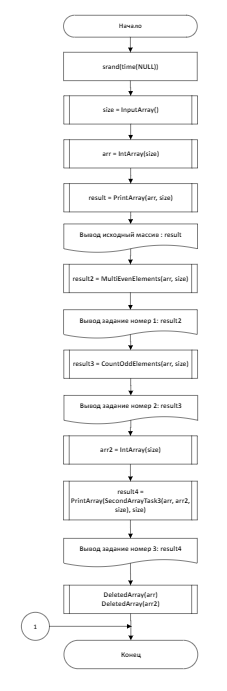 Начало
srand(time(NULL))
size = InputArray()
arr = IntArray(size)
result = PrintArray(arr, size)
Вывод исходный массив : result
result2 = MultiEvenElements(arr, size)
Вывод задание номер 1: result2
result3 = CountOddElements(arr, size)
Вывод задание номер 2: result3
arr2 = IntArray(size)
result4 =
PrintArray(SecondArrayTask3(arr, arr2,
size), size)
Вывод задание номер 3: result4
DeletedArray(arr)
DeletedArray(arr2)
1
Конец